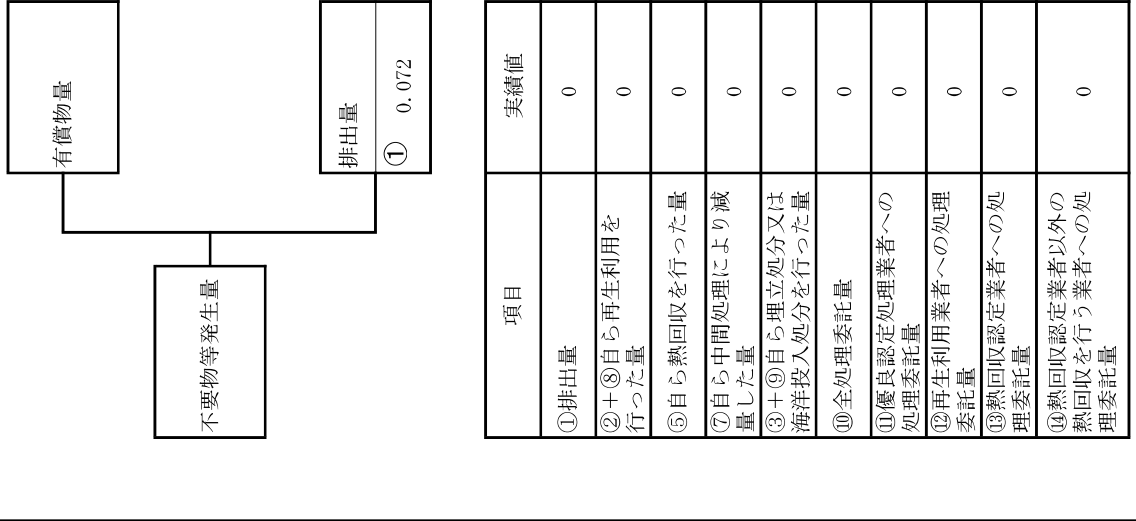 有償物量
不要物等発生量
排出量
① 0.072
項目 実績値
①排出量 0
②+⑧自ら再生利用を
行った量 0
⑤自ら熱回収を行った量 0
⑦自ら中間処理により減
量した量 0
③+⑨自ら埋立処分又は
海洋投入処分を行った量 0
⑩全処理委託量 0
⑪優良認定処理業者への
処理委託量 0
⑫再生利用業者への処理
委託量 0
⑬熱回収認定業者への処
理委託量 0
⑭熱回収認定業者以外の
熱回収を行う業者への処
理委託量 0